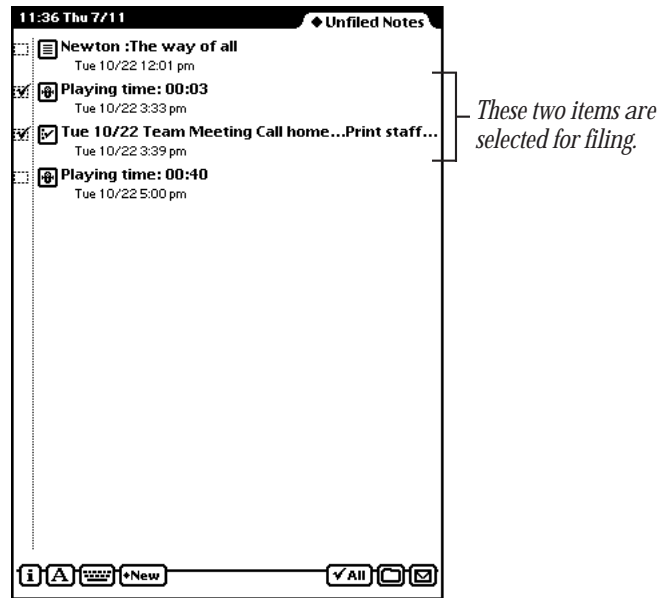 11:36 Thu 7/11
◆Unfiled Notes
Newton :The way of all
Tue 10/22 12:01 pm
Playing time: 00:03
Tue 10/22 3:33 pm
Tue 10/22 Team Meeting Call home...Print staff...
Tue 10/22 3:39 pm
Playing time: 00:40
Tue 10/22 5:00 pm
These two items are
selected for filing.
i A ◆New ✓All